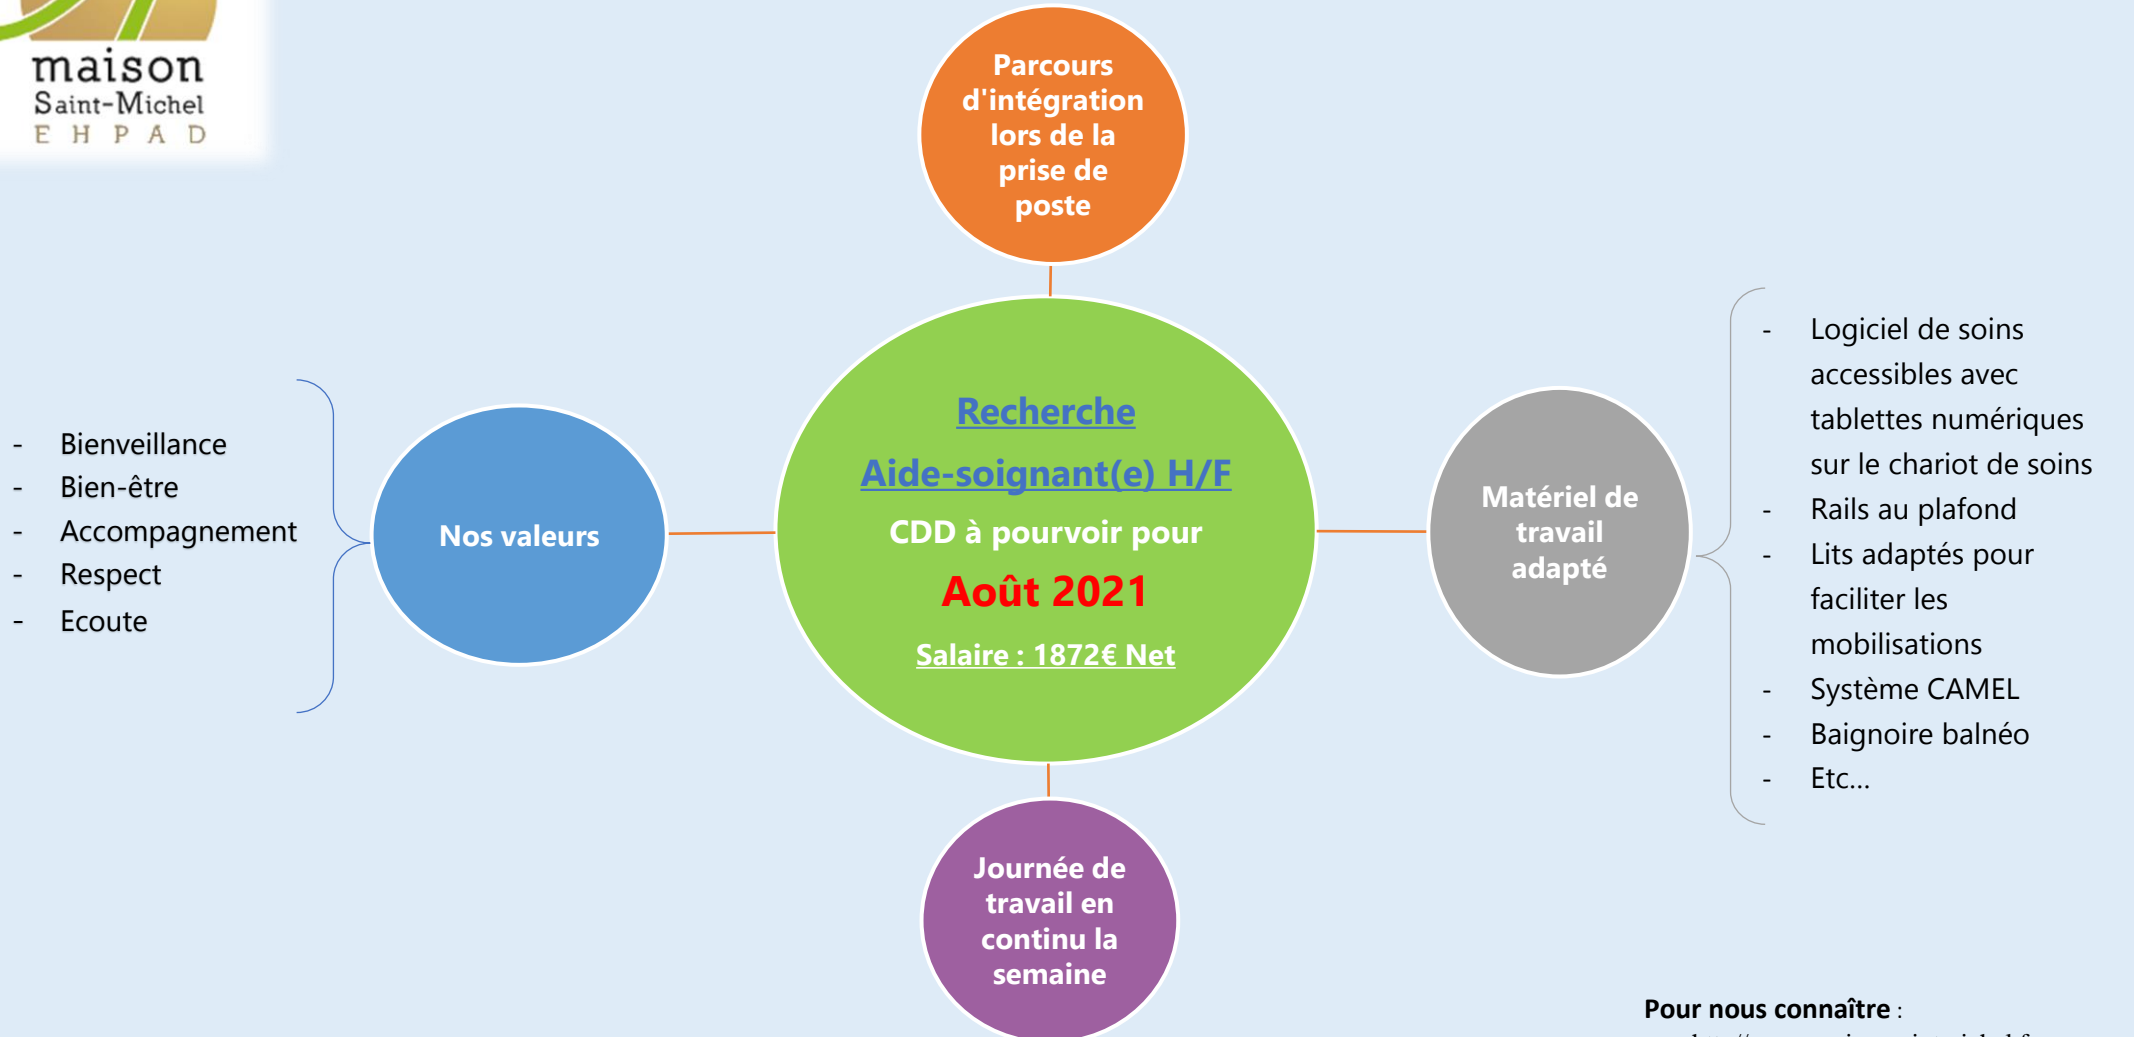 maison
Saint-Michel
EHPAD
Parcours
d'intégration
lors de la
prise de
poste
- Bienveillance
- Bien-être
- Accompagnement
- Respect
- Ecoute
Nos valeurs
Recherche
Aide-soignant(e) H/F
CDD à pourvoir pour
Août 2021
Salaire : 1872€ Net
Matériel de
travail
adapté
- Logiciel de soins
accessibles avec
tablettes numériques
sur le chariot de soins
- Rails au plafond
- Lits adaptés pour
faciliter les
mobilisations
- Système CAMEL
- Baignoire balnéo
- Etc...
Journée de
travail en
continu la
semaine
Pour nous connaître :